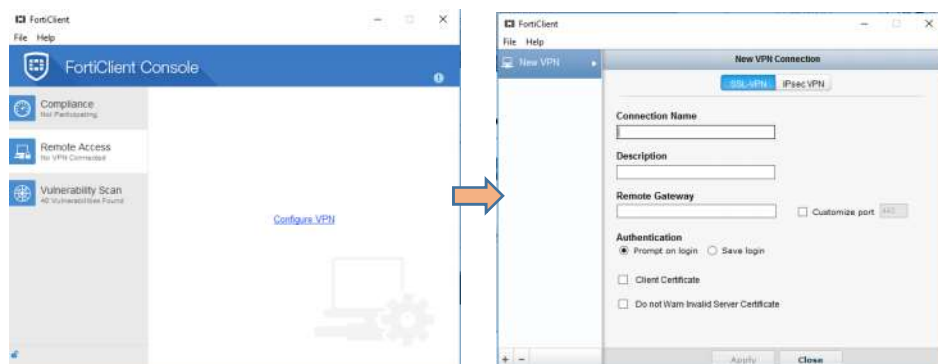 FortiClient
File Help
FortiClient Console
Compliance
Not Participating
Remote Access
No VPN Connected
Vulnerability Scan
40 Vulnerabilities Found
Configure VPN
FortiClient
File Help
New VPN
New VPN Connection
SSL-VPN IPsec VPN
Connection Name
Description
Remote Gateway
Customize port 443
Authentication
Prompt on login Save login
Client Certificate
Do not Warn Invalid Server Certificate
+ -
Apply Close